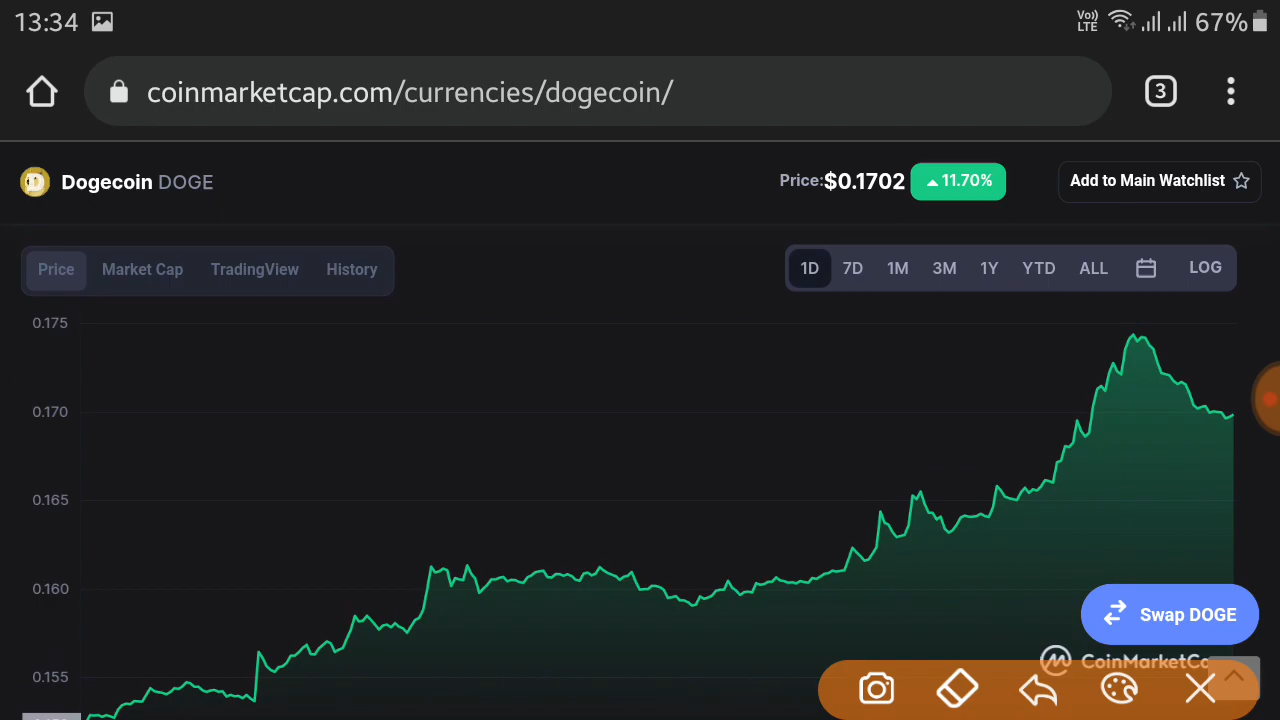 13:34
Vo)) LTE 67%
coinmarketcap.com/currencies/dogecoin/
3
Dogecoin DOGE
Price:$0.1702 11.70%
Add to Main Watchlist
Price Market Cap TradingView History
1D 7D 1M 3M 1Y YTD ALL LOG
0.175
0.170
0.165
0.160
Swap DOGE
CoinMarketC
0.155